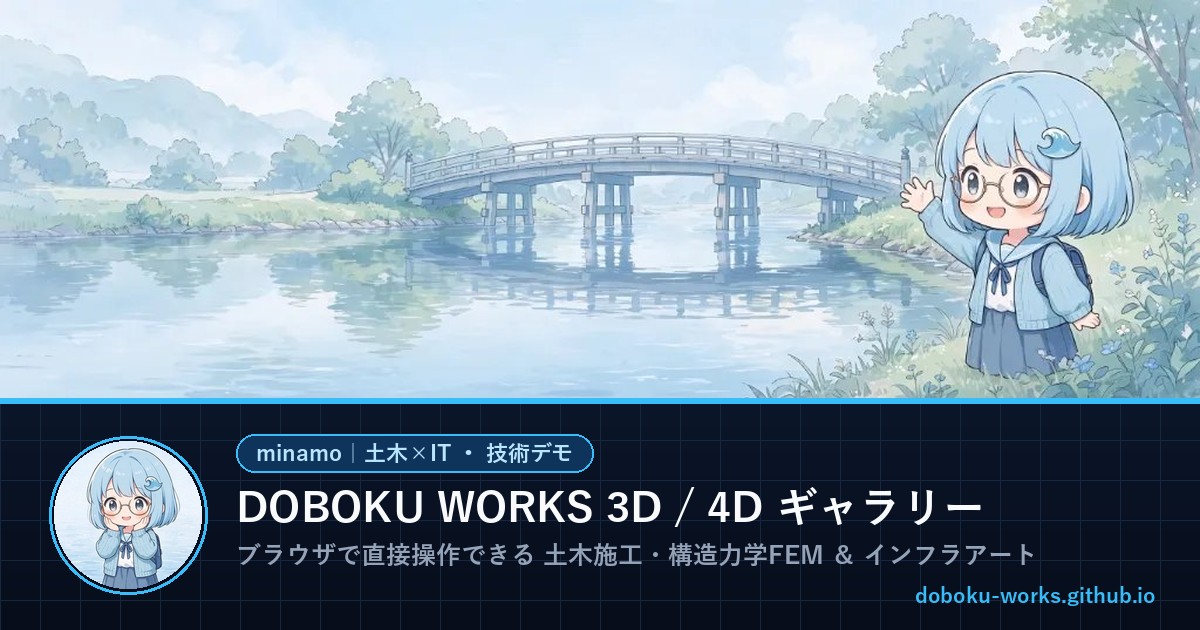 minamo｜土木×IT ・ 技術デモ
DOBOKU WORKS 3D / 4D ギャラリー
ブラウザで直接操作できる 土木施工・構造力学FEM ＆ インフラアート
doboku-works.github.io